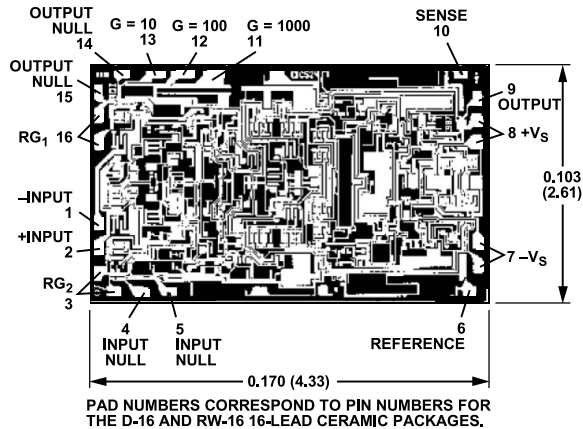 OUTPUT
NULL
14
G = 10
13
G = 100
12
G = 1000
11
SENSE
10
OUTPUT
NULL
15
9
OUTPUT
RG1 16
8 +VS
0.103
(2.61)
–INPUT
1
+INPUT
2
7 –VS
RG2
3
4
INPUT
NULL
5
INPUT
NULL
6
REFERENCE
0.170 (4.33)
PAD NUMBERS CORRESPOND TO PIN NUMBERS FOR
THE D-16 AND RW-16 16-LEAD CERAMIC PACKAGES.